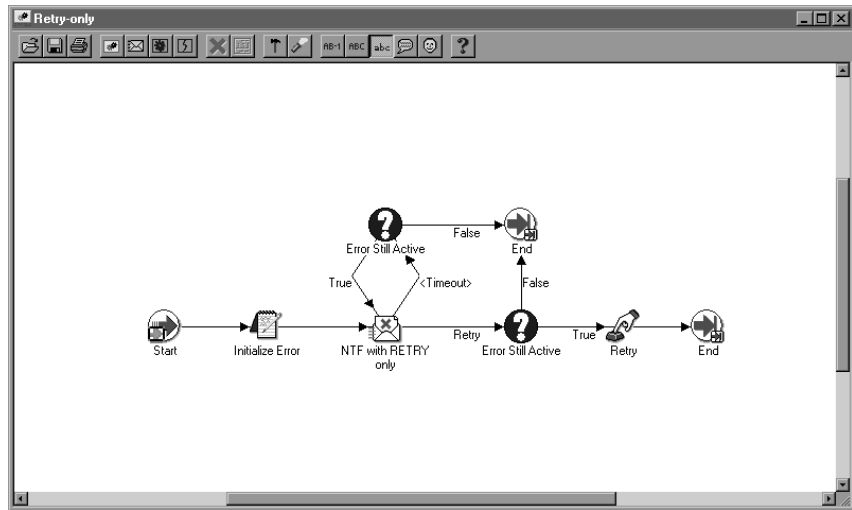 Retry-only
AB-1
ABC
abc
?
Error Still Active
False
End
True
<Timeout>
False
Start
Initialize Error
NTF with RETRY
only
Retry
Error Still Active
True
Retry
End